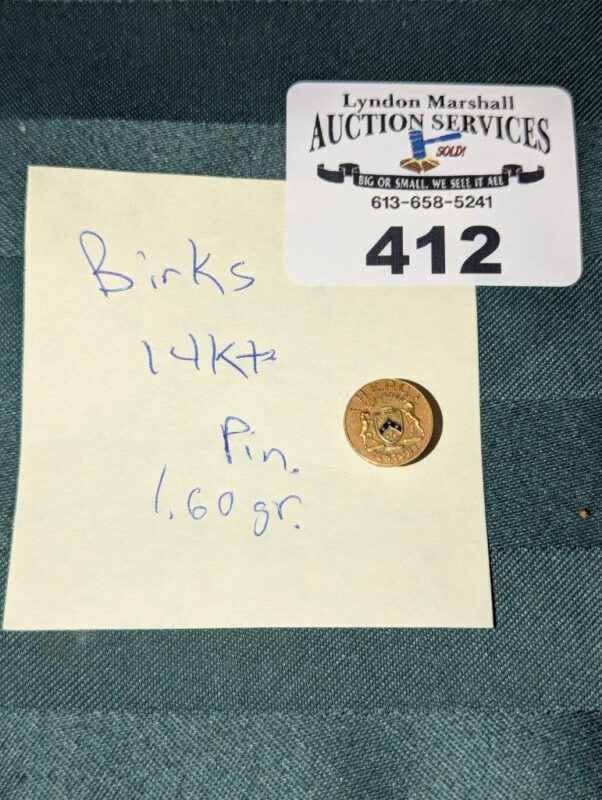 Lyndon Marshall
AUCTION SERVICES
SOLD!
BIG OR SMALL, WE SELL IT ALL
613-658-5241
412
Birks
14Kt
Pin.
1.60 gr.